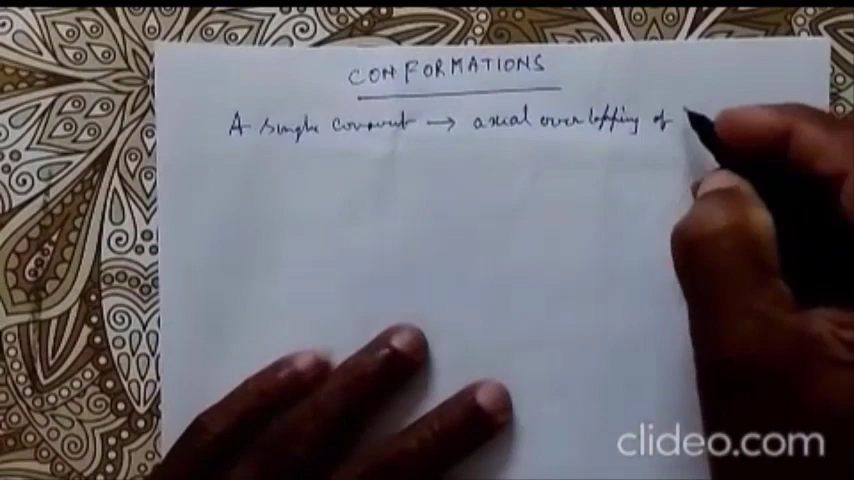 CONFORMATIONS
A single covalent → axial overlapping of
clideo.com